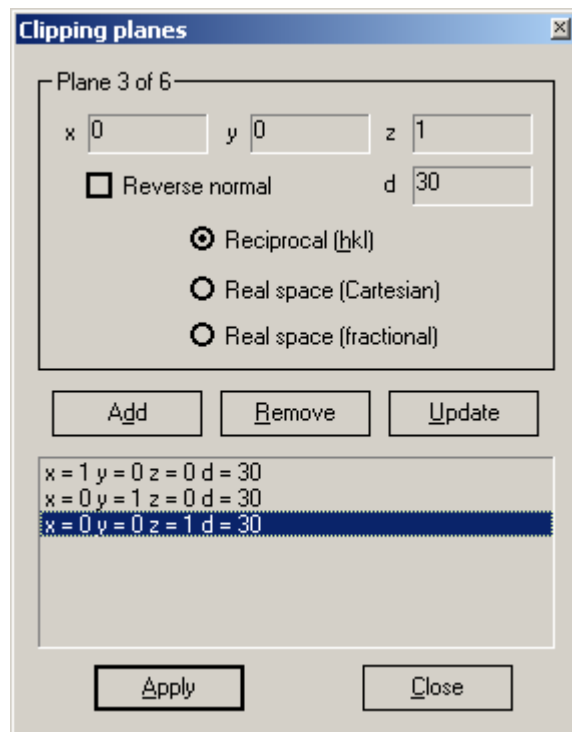 Clipping planes
Plane 3 of 6
x 0 y 0 z 1
Reverse normal d 30
Reciprocal (hkl)
Real space (Cartesian)
Real space (fractional)
Add Remove Update
x = 1 y = 0 z = 0 d = 30
x = 0 y = 1 z = 0 d = 30
x = 0 y = 0 z = 1 d = 30
Apply Close